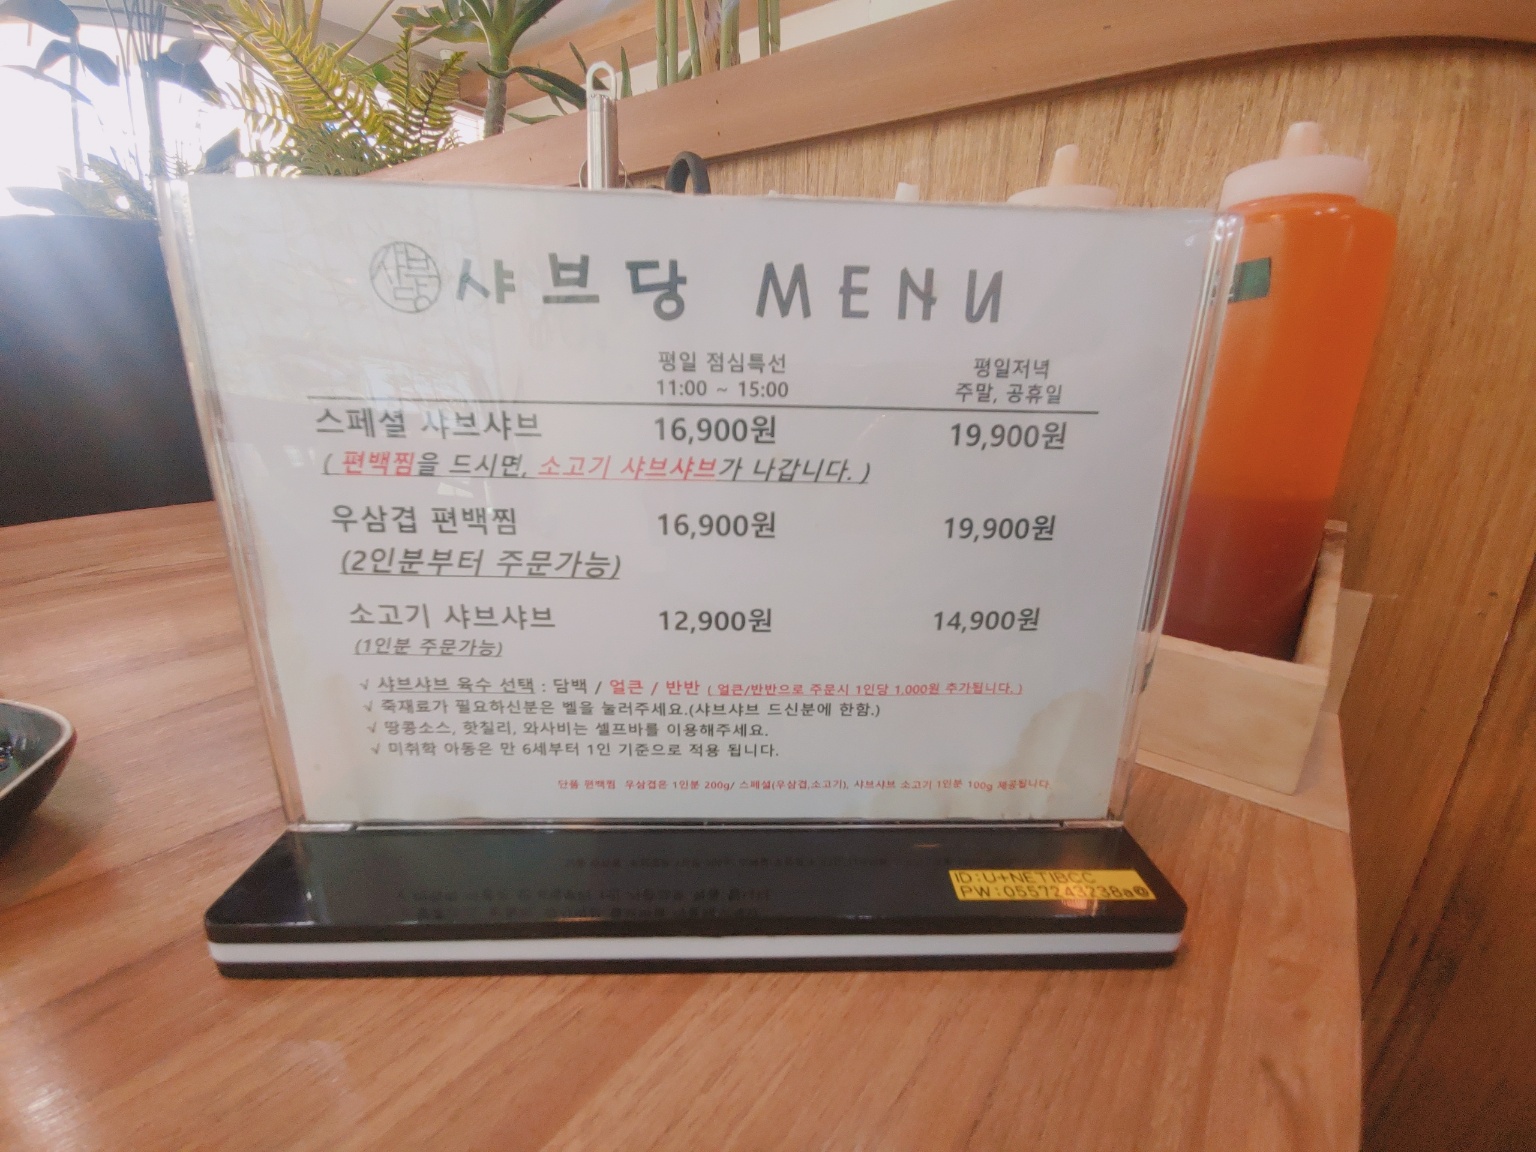 샤브당 샤브당 MENU
평일 점심특선 평일저녁
11:00 ~ 15:00 주말, 공휴일
스페셜 샤브샤브 16,900원 19,900원
( 편백찜을 드시면, 소고기 샤브샤브가 나갑니다. )
우삼겹 편백찜 16,900원 19,900원
(2인분부터 주문가능)
소고기 샤브샤브 12,900원 14,900원
(1인분 주문가능)
√ 샤브샤브 육수 선택 : 담백 / 얼큰 / 반반 ( 얼큰/반반으로 주문시 1인당 1,000원 추가됩니다. )
√ 죽재료가 필요하신분은 벨을 눌러주세요.(샤브샤브 드신분에 한함.)
√ 땅콩소스, 핫칠리, 와사비는 셀프바를 이용해주세요.
√ 미취학 아동은 만 6세부터 1인 기준으로 적용 됩니다.
단품 편백찜 우삼겹은 1인분 200g/ 스페셜(우삼겹,소고기), 샤브샤브 소고기 1인분 100g 제공됩니다.
ID:U+NET1BCC
PW: